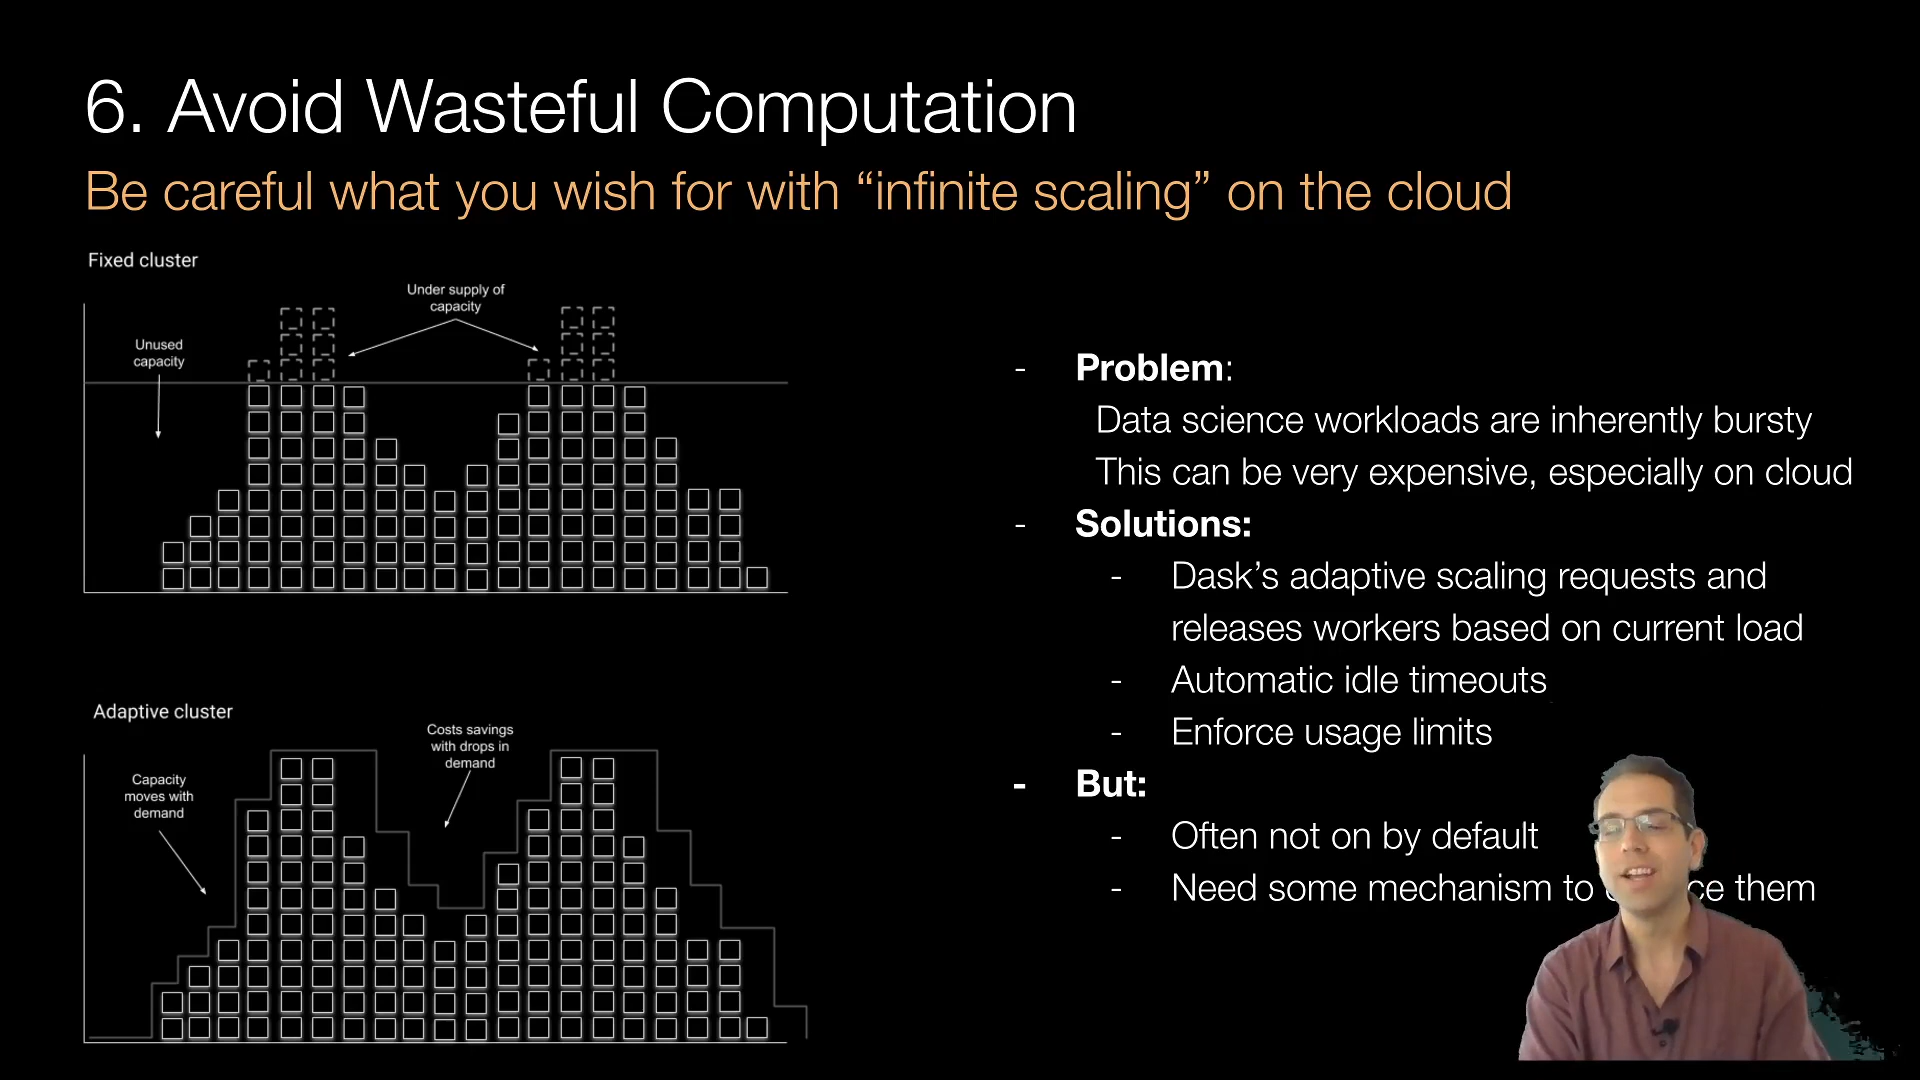 6. Avoid Wasteful Computation
Be careful what you wish for with “infinite scaling” on the cloud
Fixed cluster
Under supply of
capacity
Unused
capacity
Adaptive cluster
Costs savings
with drops in
demand
Capacity
moves with
demand
- Problem:
Data science workloads are inherently bursty
This can be very expensive, especially on cloud
- Solutions:
- Dask’s adaptive scaling requests and
releases workers based on current load
- Automatic idle timeouts
- Enforce usage limits
- But:
- Often not on by default
- Need some mechanism to them